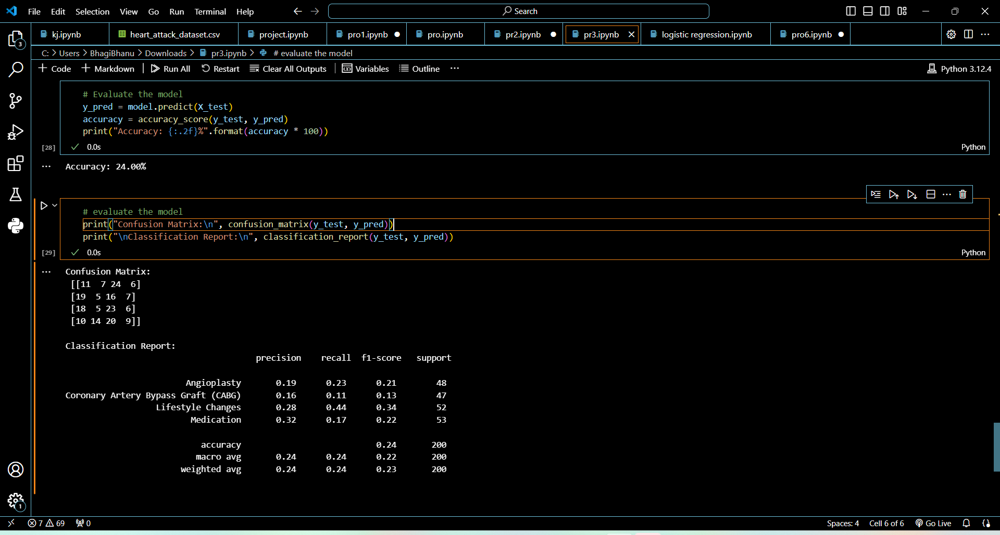 File Edit Selection View Go Run Terminal Help Search
kj.ipynb heart_attack_dataset.csv project.ipynb pro1.ipynb pro.ipynb pr2.ipynb pr3.ipynb logistic regression.ipynb pro6.ipynb
3
C: > Users > BhagiBhanu > Downloads > pr3.ipynb > # evaluate the model
+ Code + Markdown | Run All Restart Clear All Outputs | Variables Outline ...
Python 3.12.4
# Evaluate the model
y_pred = model.predict(X_test)
accuracy = accuracy_score(y_test, y_pred)
print("Accuracy: {:.2f}%".format(accuracy * 100))
[28] 0.0s Python
... Accuracy: 24.00%
# evaluate the model
print("Confusion Matrix:\n", confusion_matrix(y_test, y_pred))
print("\nClassification Report:\n", classification_report(y_test, y_pred))
[29] 0.0s Python
... Confusion Matrix:
[[11  7 24  6]
[19  5 16  7]
[18  5 23  6]
[10 14 20  9]]
Classification Report:
precision recall f1-score support
Angioplasty 0.19 0.23 0.21 48
Coronary Artery Bypass Graft (CABG) 0.16 0.11 0.13 47
Lifestyle Changes 0.28 0.44 0.34 52
Medication 0.32 0.17 0.22 53
accuracy 0.24 200
macro avg 0.24 0.24 0.22 200
weighted avg 0.24 0.24 0.23 200
1
7 69 0 Spaces: 4 Cell 6 of 6 Go Live